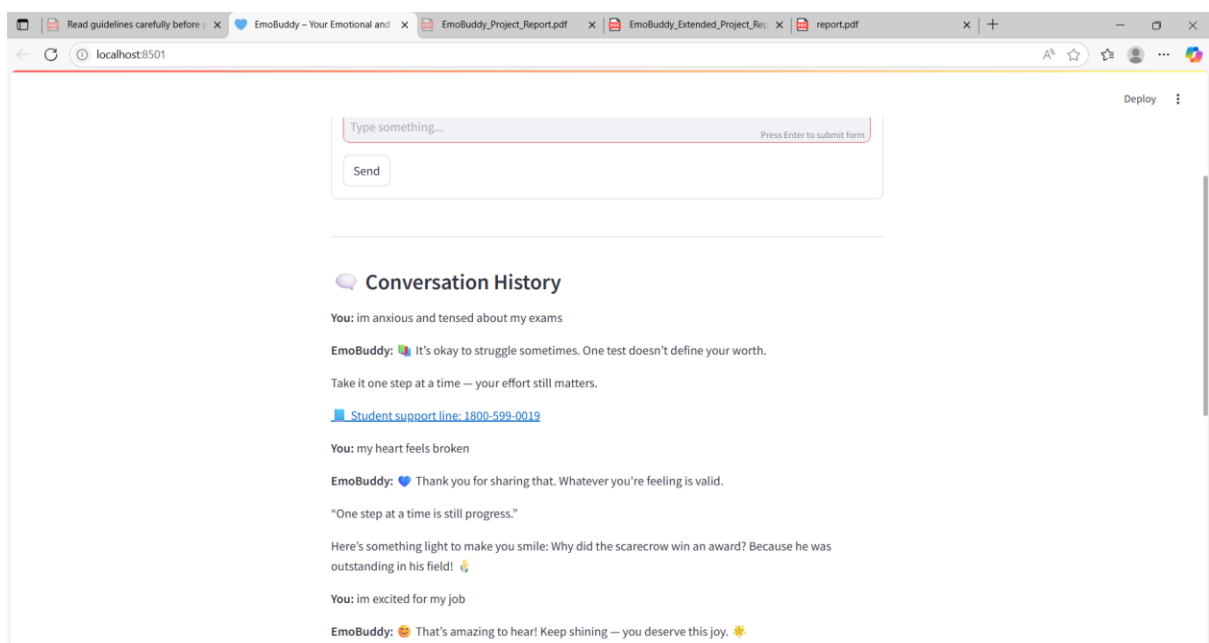 Read guidelines carefully before y
EmoBuddy – Your Emotional and
EmoBuddy_Project_Report.pdf
EmoBuddy_Extended_Project_Rep
report.pdf
localhost:8501
Deploy
Type something...
Press Enter to submit form
Send
Conversation History
You: im anxious and tensed about my exams
EmoBuddy: 📚 It’s okay to struggle sometimes. One test doesn’t define your worth.
Take it one step at a time — your effort still matters.
📘 Student support line: 1800-599-0019
You: my heart feels broken
EmoBuddy: 💙 Thank you for sharing that. Whatever you’re feeling is valid.
“One step at a time is still progress.”
Here’s something light to make you smile: Why did the scarecrow win an award? Because he was
outstanding in his field! 🌾
You: im excited for my job
EmoBuddy: 😊 That’s amazing to hear! Keep shining — you deserve this joy. 🌟